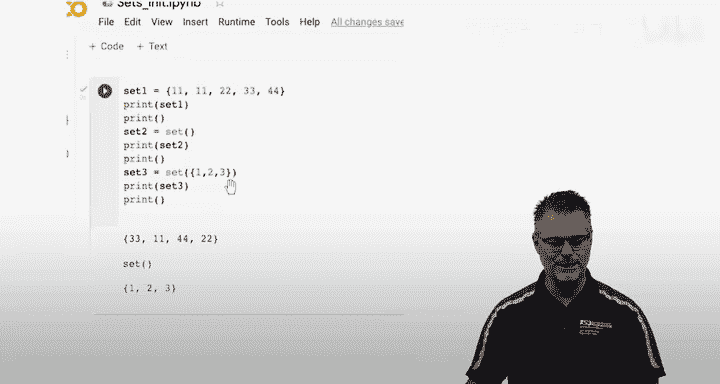 Sets_init.ipynb
File Edit View Insert Runtime Tools Help All changes save
+ Code + Text
set1 = {11, 11, 22, 33, 44}
print(set1)
print()
set2 = set()
print(set2)
print()
set3 = set({1,2,3})
print(set3)
print()
{33, 11, 44, 22}
set()
{1, 2, 3}